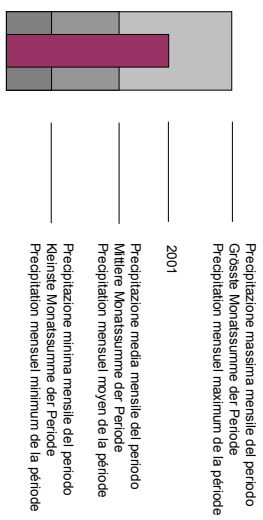 Precipitazione massima mensile del periodo
Grösste Monatssumme der Periode
Precipitation mensuel maximum de la période
2001
Precipitazione media mensile del periodo
Mittlere Monatssumme der Periode
Precipitation mensuel moyen de la période
Precipitazione minima mensile del periodo
Kleinste Monatssumme der Periode
Precipitation mensuel minimum de la période